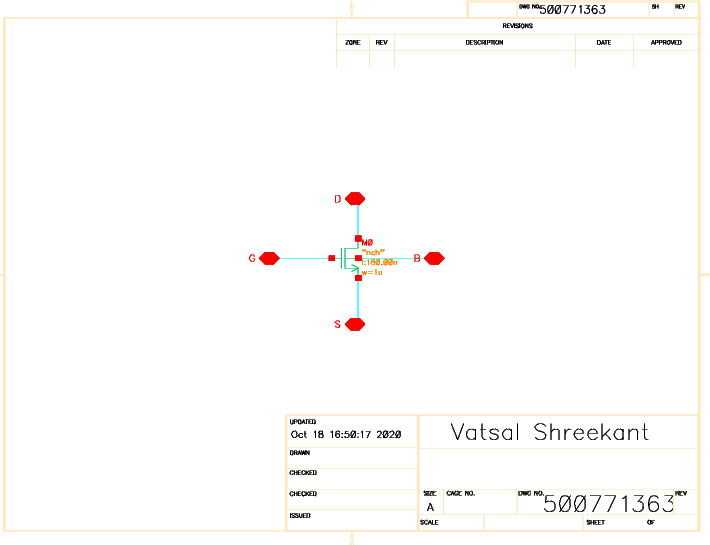 DWG NO. 500771363 SH REV
REVISIONS
ZONE REV DESCRIPTION DATE APPROVED
D
M0
"nch"
G B
l:180.00n
w=1u
S
UPDATED
Oct 18 16:50:17 2020
Vatsal Shreekant
DRAWN
CHECKED
CHECKED
SIZE CAGE NO. DWG NO. REV
A 500771363
ISSUED
SCALE SHEET OF